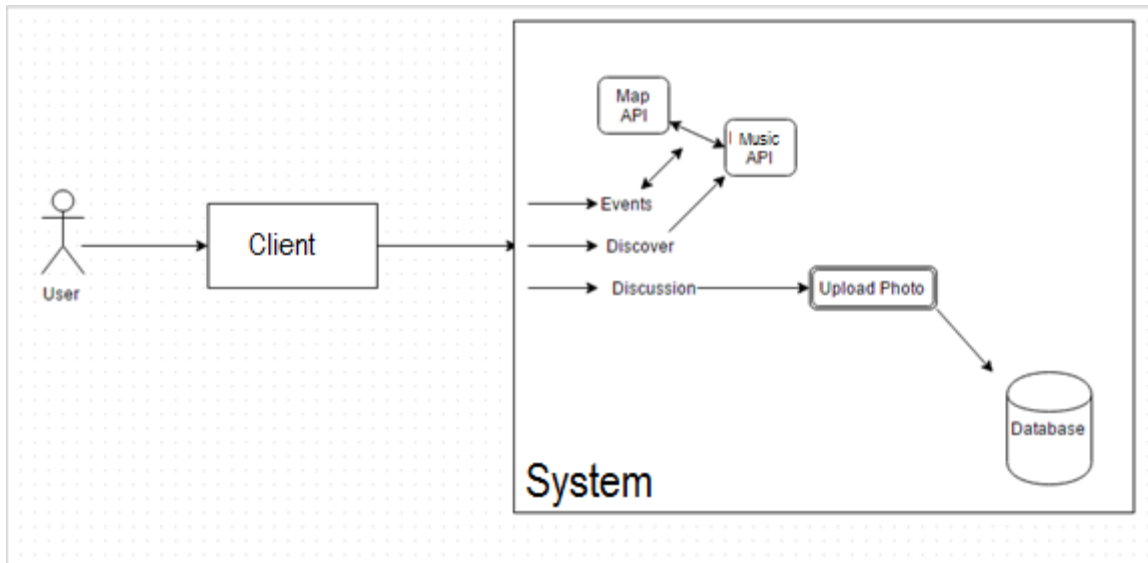 Map
API
Music
API
Events
User
Client
Discover
Discussion
Upload Photo
Database
System